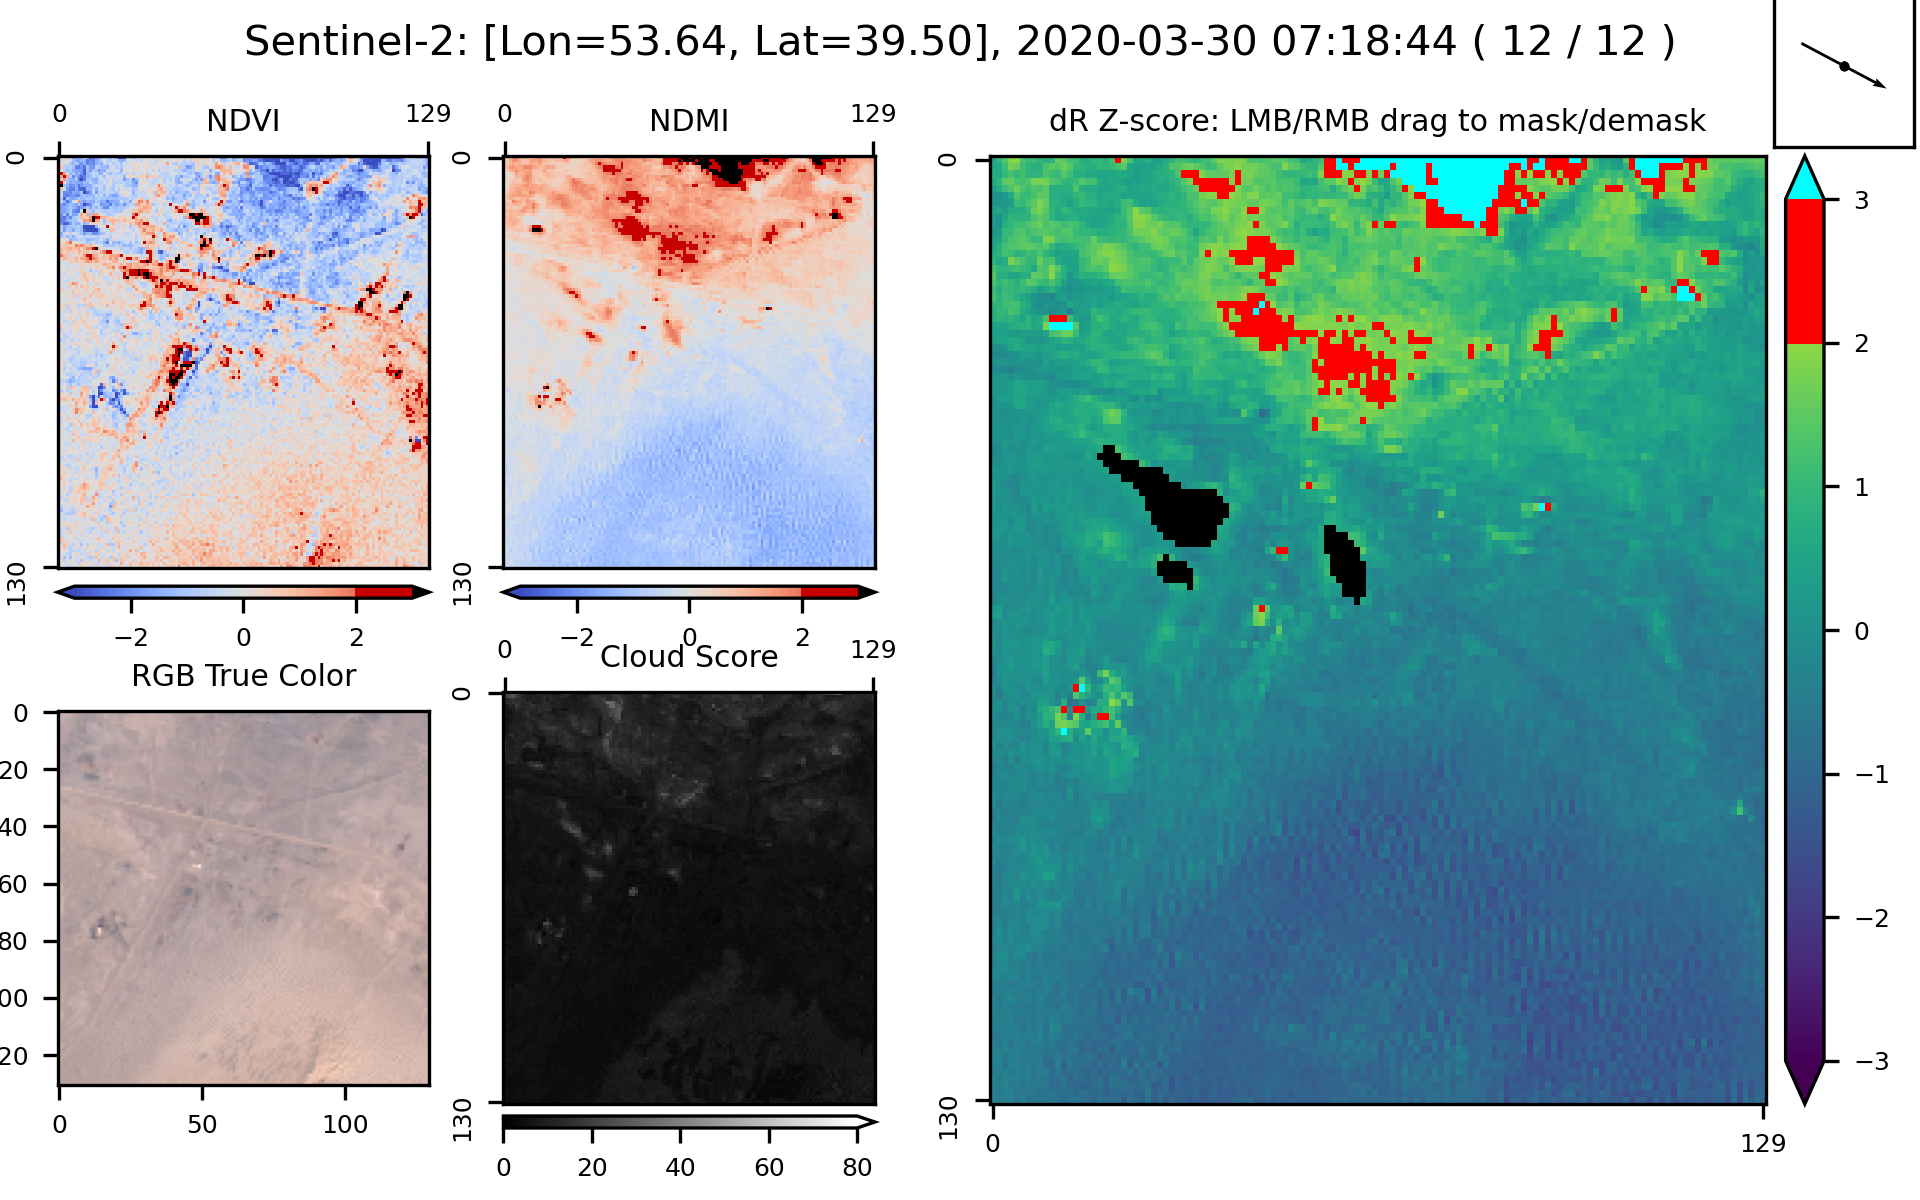 Sentinel-2: [Lon=53.64, Lat=39.50], 2020-03-30 07:18:44 ( 12 / 12 )
0 NDVI 129
0
130
−2 0 2
0 NDMI 129
0
130
−2 0 2
dR Z-score: LMB/RMB drag to mask/demask
0
130
0 129
3
2
1
0
−1
−2
−3
RGB True Color
0
20
40
60
80
00
20
0 50 100
0 Cloud Score 129
0
130
0 20 40 60 80